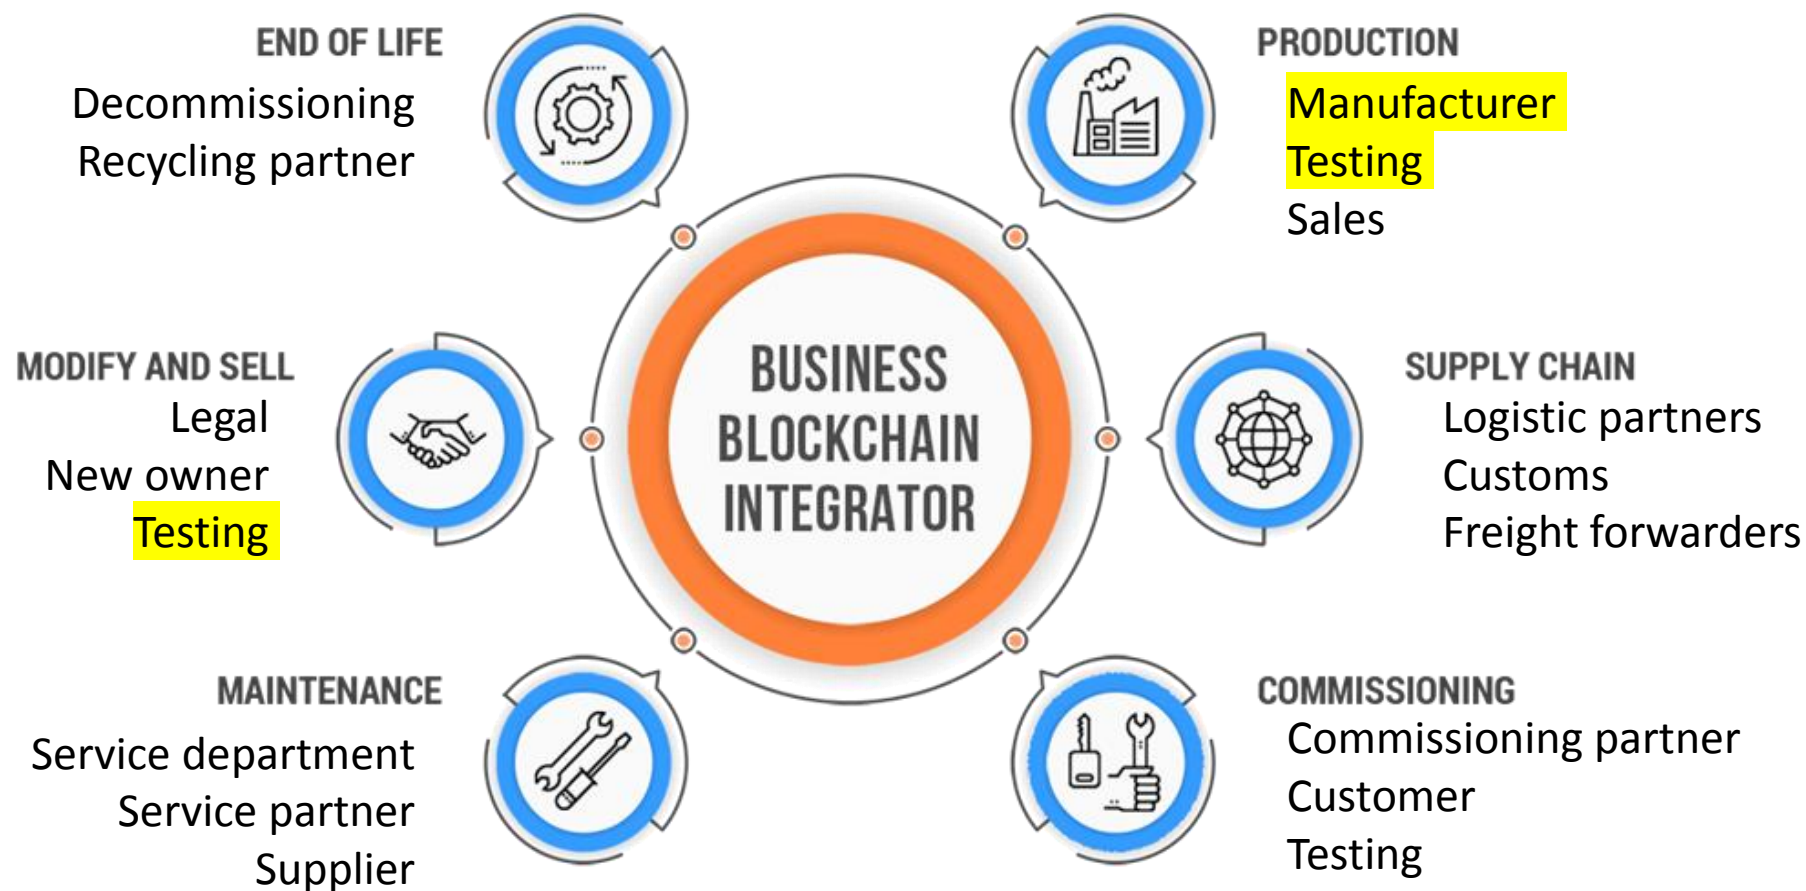 END OF LIFE
Decommissioning
Recycling partner
PRODUCTION
Manufacturer
Testing
Sales
MODIFY AND SELL
Legal
New owner
Testing
BUSINESS
BLOCKCHAIN
INTEGRATOR
SUPPLY CHAIN
Logistic partners
Customs
Freight forwarders
MAINTENANCE
Service department
Service partner
Supplier
COMMISSIONING
Commissioning partner
Customer
Testing